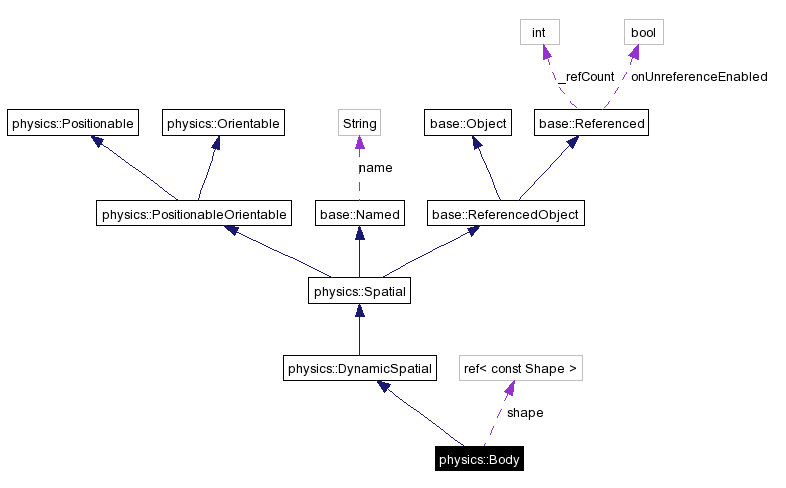 int
bool
_refCount
onUnreferenceEnabled
physics::Positionable
physics::Orientable
String
base::Object
base::Referenced
name
physics::PositionableOrientable
base::Named
base::ReferencedObject
physics::Spatial
physics::DynamicSpatial
ref< const Shape >
shape
physics::Body